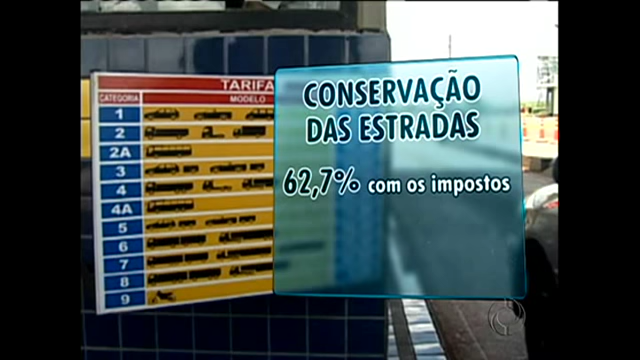 TARIFA
CATEGORIA
MODELO
1
2
2A
3
4
4A
5
6
7
8
9
CONSERVAÇÃO
DAS ESTRADAS
62,7% com os impostos